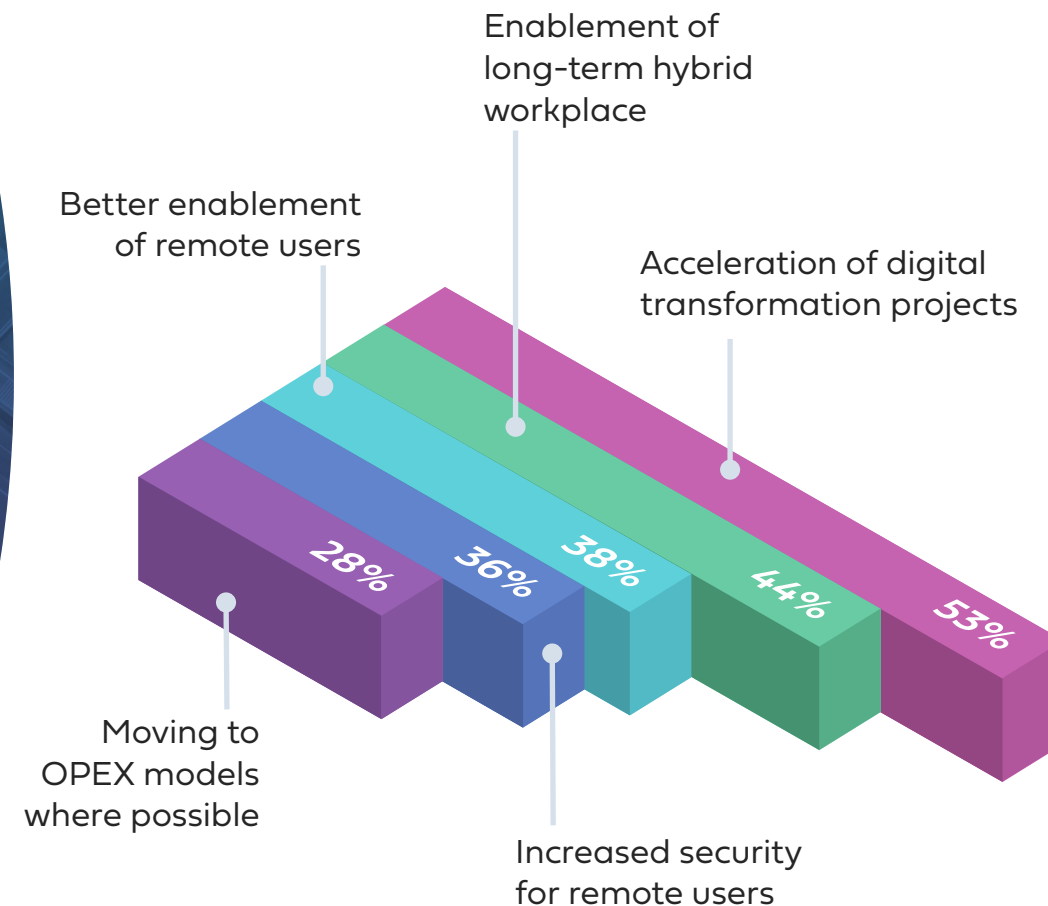 Enablement of
long-term hybrid
workplace
Better enablement
of remote users
Acceleration of digital
transformation projects
28%
36%
38%
44%
53%
Moving to
OPEX models
where possible
Increased security
for remote users